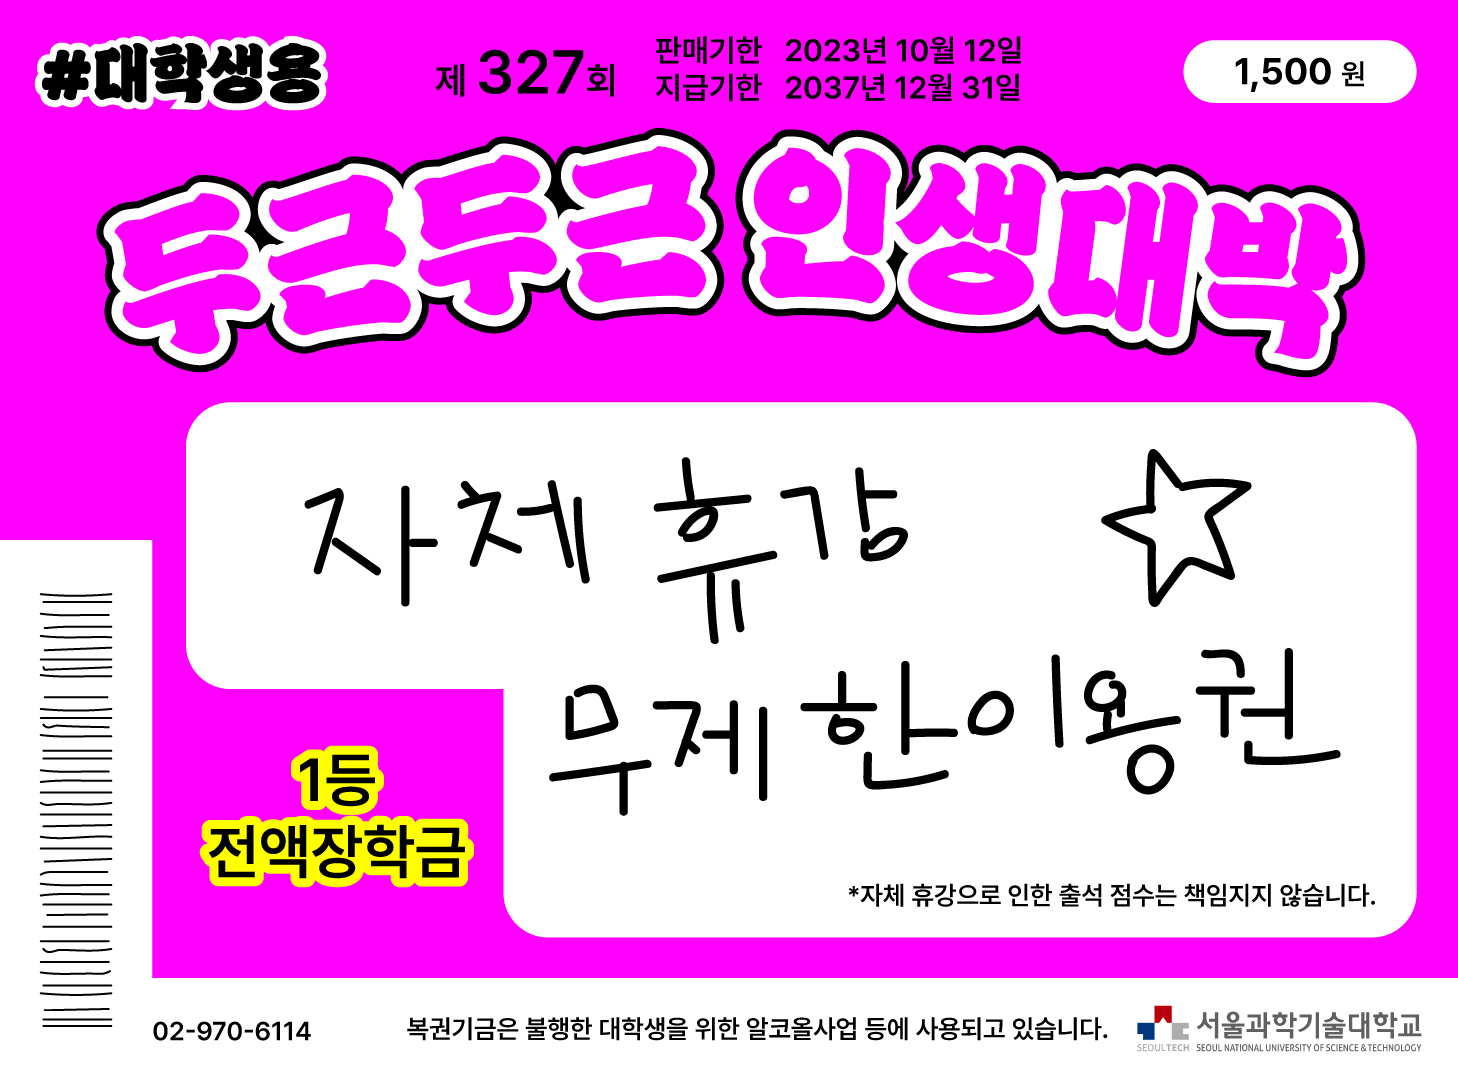 #대학생용
제 327회
판매기한 2023년 10월 12일
지급기한 2037년 12월 31일
1,500 원
두근두근 인생대박
자체 휴강 ☆
무제한이용권
1등
전액장학금
*자체 휴강으로 인한 출석 점수는 책임지지 않습니다.
02-970-6114
복권기금은 불행한 대학생을 위한 알코올사업 등에 사용되고 있습니다.
서울과학기술대학교
SEOULTECH SEOUL NATIONAL UNIVERSITY OF SCIENCE & TECHNOLOGY